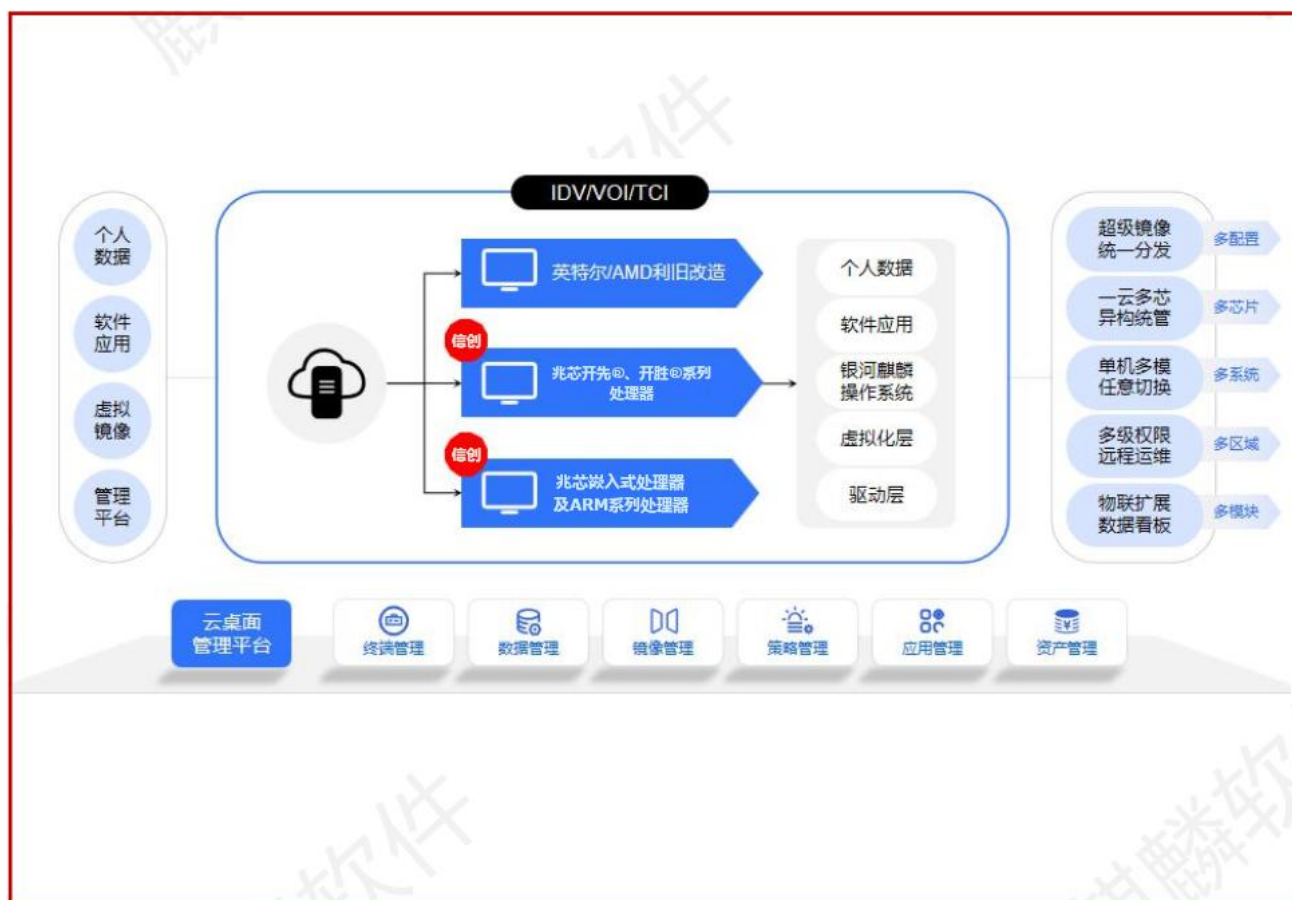 麒
软件
IDV/VOI/TCI
个人
数据
软件
应用
虚拟
镜像
管理
平台
英特尔/AMD利旧改造
信创
兆芯开先®、开胜®系列
处理器
信创
兆芯嵌入式处理器
及ARM系列处理器
个人数据
软件应用
银河麒麟
操作系统
虚拟化层
驱动层
超级镜像
统一分发
多配置
一云多芯
异构统管
多芯片
单机多模
任意切换
多系统
多级权限
远程运维
多区域
物联扩展
数据看板
多模块
云桌面
管理平台
终端管理
数据管理
镜像管理
策略管理
应用管理
资产管理
软件
麒麟软